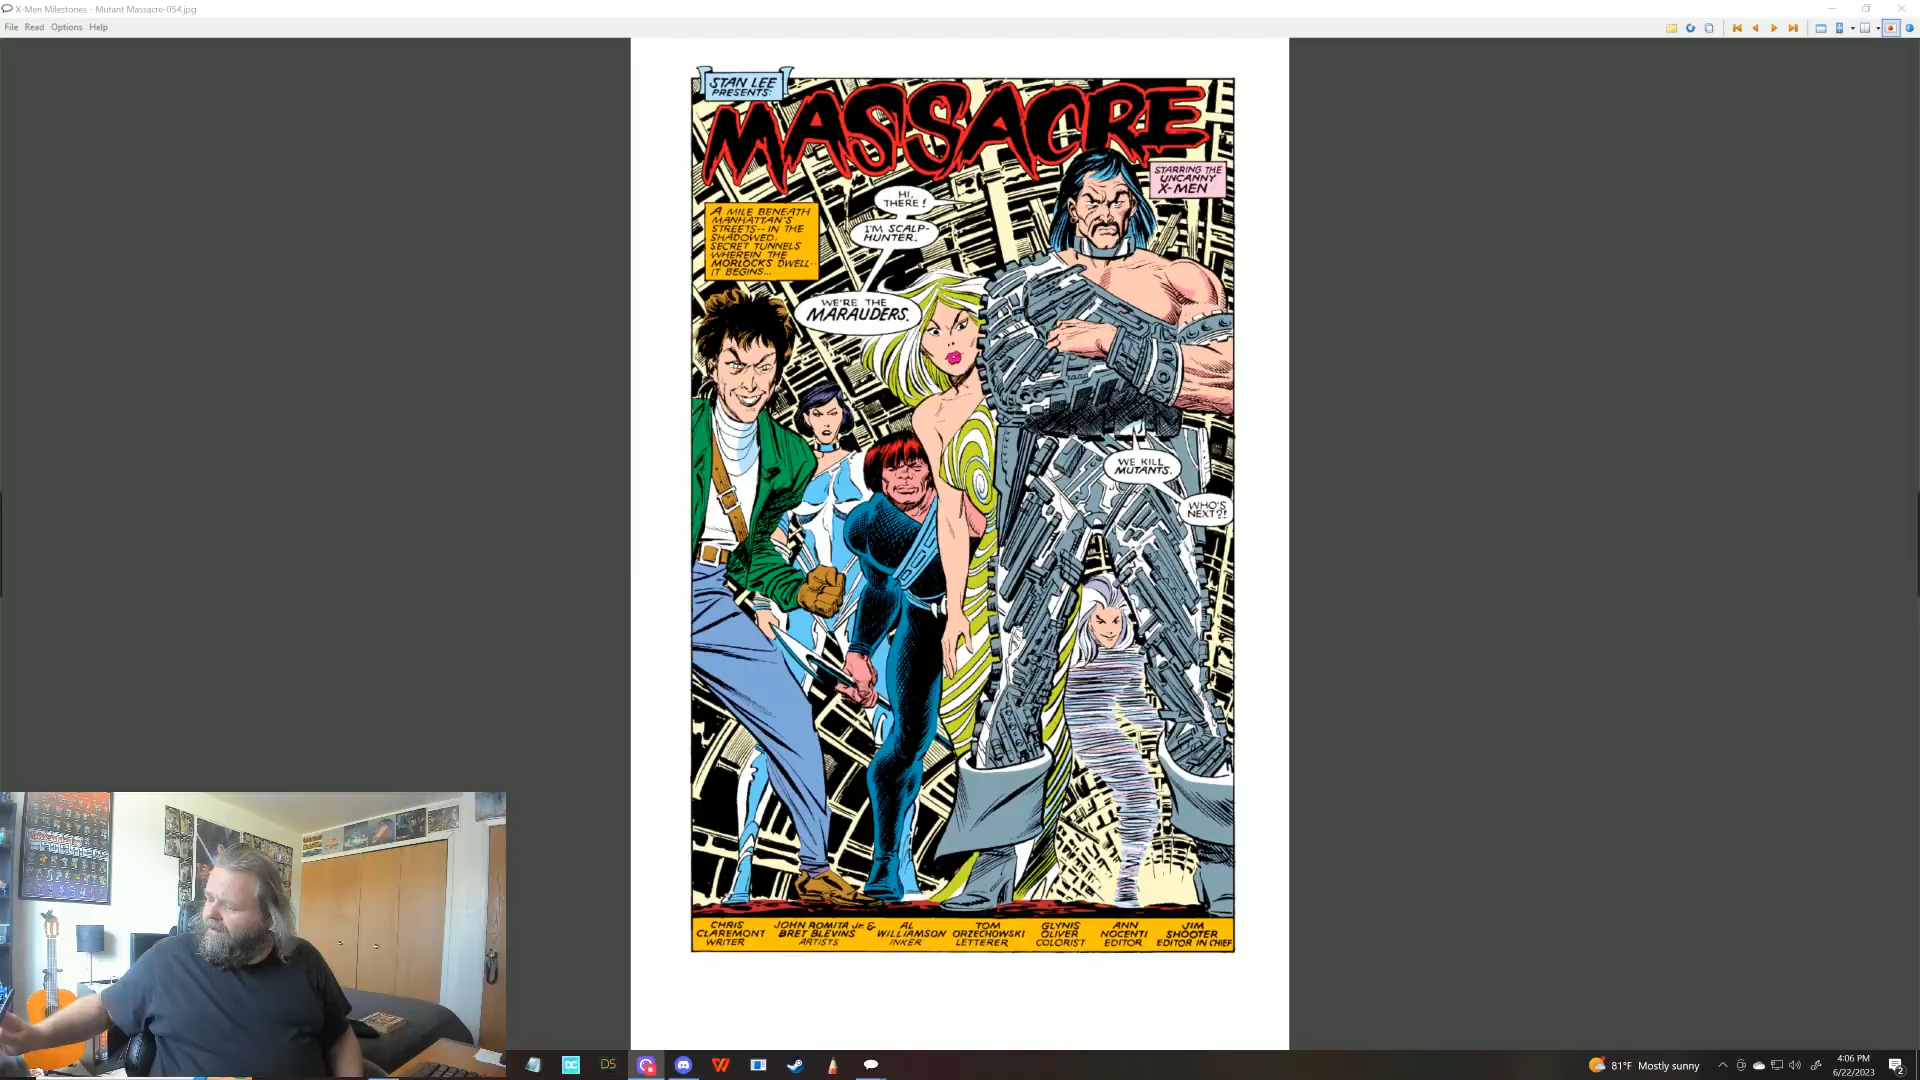 X-Men Milestones - Mutant Massacre-054.jpg
File Read Options Help
STAN LEE
PRESENTS:
MASSACRE
STARRING THE
UNCANNY
X-MEN
HI,
THERE!
I'M SCALP-
HUNTER.
A MILE BENEATH
MANHATTAN'S
STREETS-- IN THE
SHADOWED,
SECRET TUNNELS
WHEREIN THE
MORLOCKS DWELL--
IT BEGINS...
WE'RE THE
MARAUDERS.
WE KILL
MUTANTS.
WHO'S
NEXT?!
CHRIS
CLAREMONT
WRITER
JOHN ROMITA Jr. &
BRET BLEVINS
ARTISTS
AL
WILLIAMSON
INKER
TOM
ORZECHOWSKI
LETTERER
GLYNIS
OLIVER
COLORIST
ANN
NOCENTI
EDITOR
JIM
SHOOTER
EDITOR IN CHIEF
DC
DS
81°F Mostly sunny
4:06 PM
6/22/2023
2